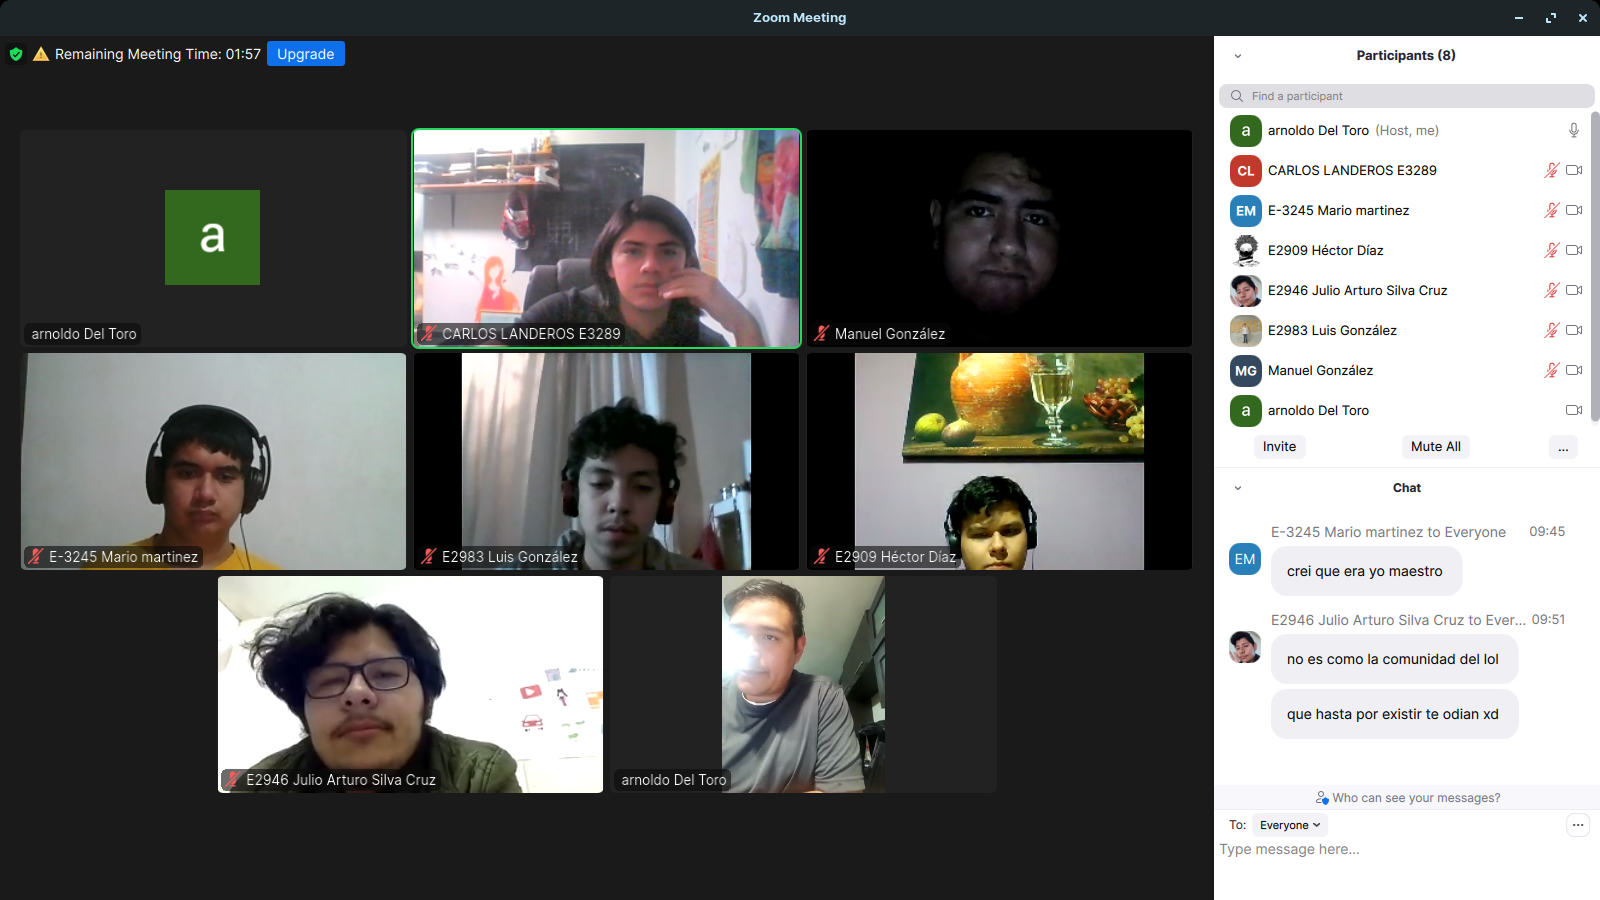 Zoom Meeting
Remaining Meeting Time: 01:57
Upgrade
a
arnoldo Del Toro
CARLOS LANDEROS E3289
Manuel González
E-3245 Mario martinez
E2983 Luis González
E2909 Héctor Díaz
E2946 Julio Arturo Silva Cruz
arnoldo Del Toro
Participants (8)
Find a participant
a arnoldo Del Toro (Host, me)
CL CARLOS LANDEROS E3289
EM E-3245 Mario martinez
E2909 Héctor Díaz
E2946 Julio Arturo Silva Cruz
E2983 Luis González
MG Manuel González
a arnoldo Del Toro
Invite Mute All ...
Chat
E-3245 Mario martinez to Everyone 09:45
EM crei que era yo maestro
E2946 Julio Arturo Silva Cruz to Ever... 09:51
no es como la comunidad del lol
que hasta por existir te odian xd
Who can see your messages?
To: Everyone
Type message here...